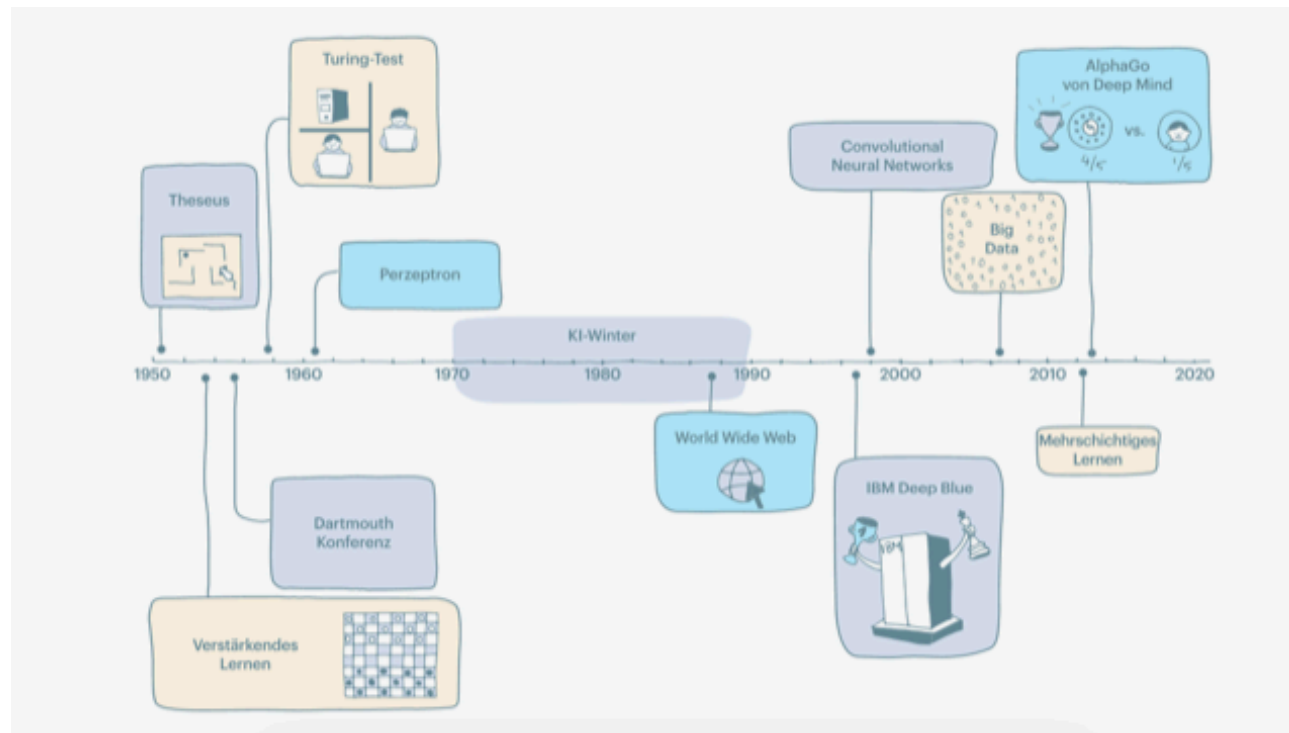 Turing-Test
AlphaGo
von Deep Mind
vs.
4/5
1/5
Convolutional
Neural Networks
Theseus
Big
Data
Perzeptron
KI-Winter
1950
1960
1970
1980
1990
2000
2010
2020
World Wide Web
Mehrschichtiges
Lernen
IBM Deep Blue
IBM
Dartmouth
Konferenz
Verstärkendes
Lernen